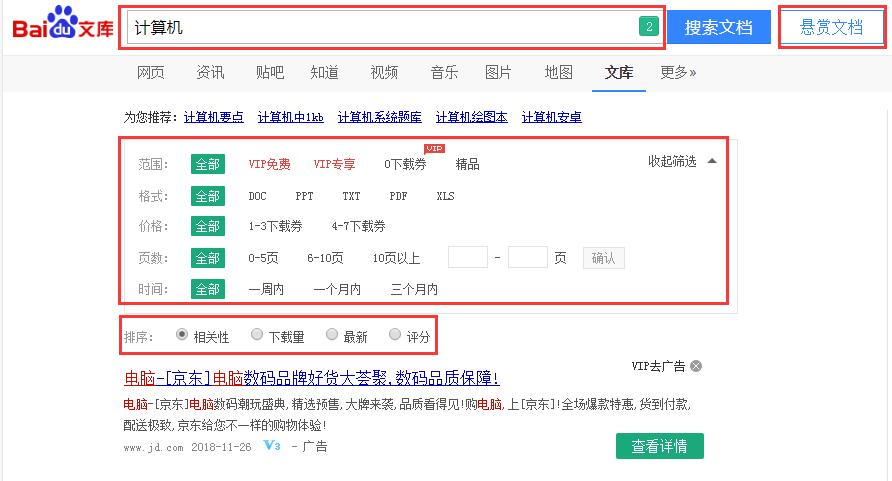 Baidu文库 计算机 2 搜索文档 悬赏文档
网页 资讯 贴吧 知道 视频 音乐 图片 地图 文库 更多»
为您推荐: 计算机要点 计算机中1kb 计算机系统题库 计算机绘图本 计算机安卓
范围: 全部 VIP免费 VIP专享 0下载券 VIP 精品 收起筛选
格式: 全部 DOC PPT TXT PDF XLS
价格: 全部 1-3下载券 4-7下载券
页数: 全部 0-5页 6-10页 10页以上 - 页 确认
时间: 全部 一周内 一个月内 三个月内
排序: 相关性 下载量 最新 评分
VIP去广告
电脑-[京东]电脑数码品牌好货大荟聚,数码品质保障!
电脑-[京东]电脑数码潮玩盛典,精选预售,大牌来袭,品质看得见!购电脑,上[京东]!全场爆款特惠,货到付款,
配送极致,京东给您不一样的购物体验!
www.jd.com 2018-11-26 V3 - 广告 查看详情